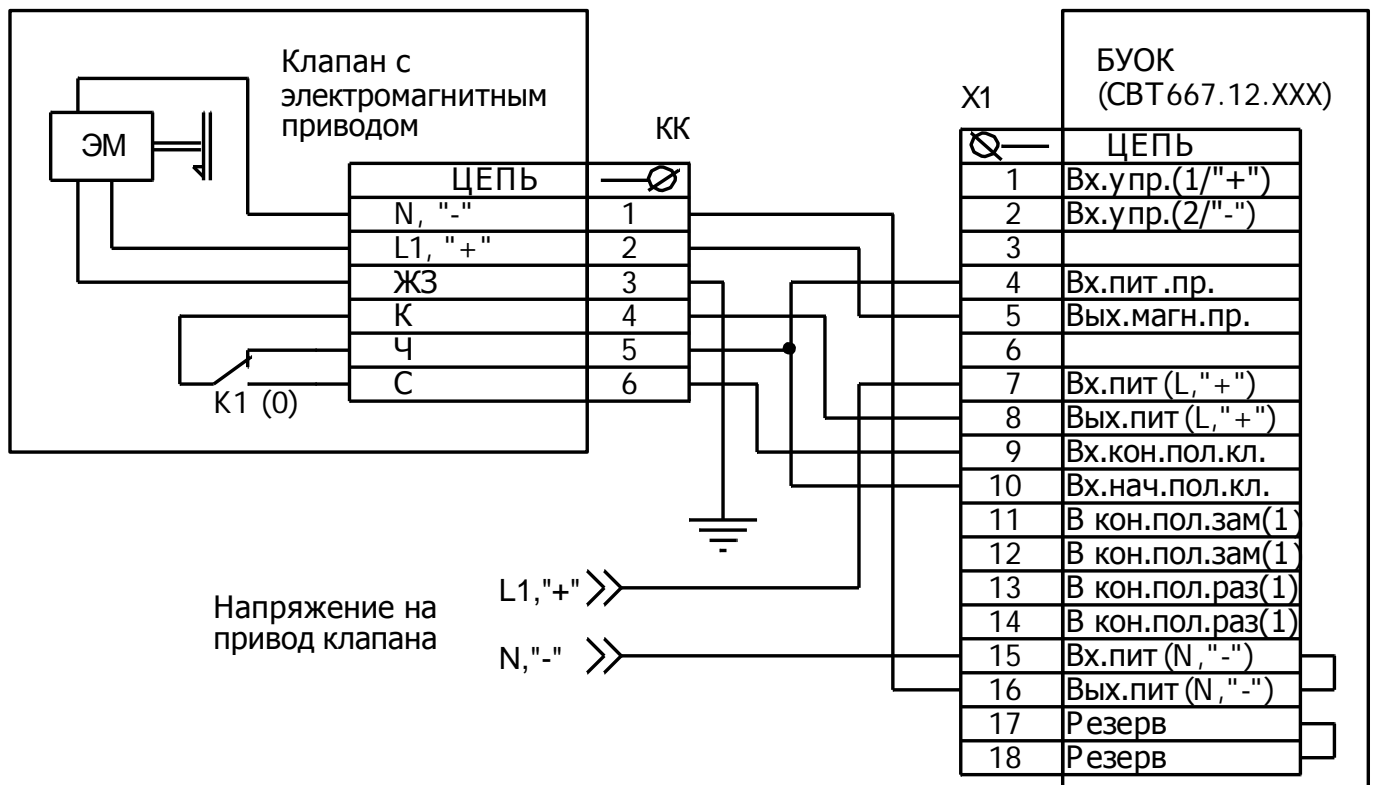 Клапан с
электромагнитным
приводом
ЭМ
КК
ЦЕПЬ
N, "-" 1
L1, "+" 2
ЖЗ 3
К 4
Ч 5
С 6
К1 (0)
Напряжение на
привод клапана
L1,"+"
N,"-"
X1
БУОК
(СВТ667.12.XXX)
ЦЕПЬ
1 Вх.упр.(1/"+")
2 Вх.упр.(2/"-")
3
4 Вх.пит.пр.
5 Вых.магн.пр.
6
7 Вх.пит(L,"+")
8 Вых.пит(L,"+")
9 Вх.кон.пол.кл.
10 Вх.нач.пол.кл.
11 В кон.пол.зам(1)
12 В кон.пол.зам(1)
13 В кон.пол.раз(1)
14 В кон.пол.раз(1)
15 Вх.пит(N,"-")
16 Вых.пит(N,"-")
17 Резерв
18 Резерв